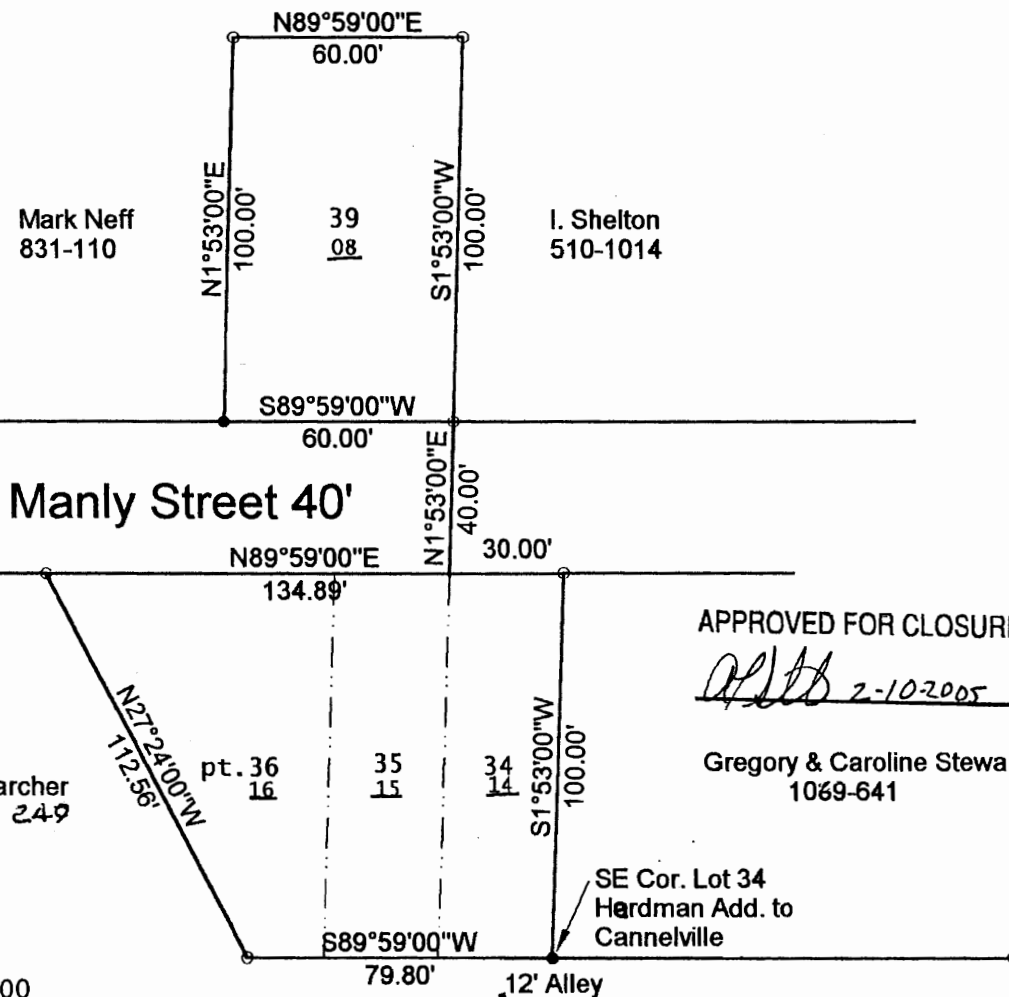 N89°59'00"E
60.00'
N1°53'00"E
100.00'
S1°53'00"W
100.00'
Mark Neff
831-110
39
08
I. Shelton
510-1014
S89°59'00"W
60.00'
N1°53'00"E
40.00'
Manly Street 40'
30.00'
N89°59'00"E
134.89'
APPROVED FOR CLOSURE
2-10-2005
N27°24'00"W
112.56'
pt.36
16
35
15
34
14
S1°53'00"W
100.00'
Gregory & Caroline Stewa
1069-641
archer
249
SE Cor. Lot 34
Hardman Add. to
Cannelville
S89°59'00"W
79.80'
12' Alley
00